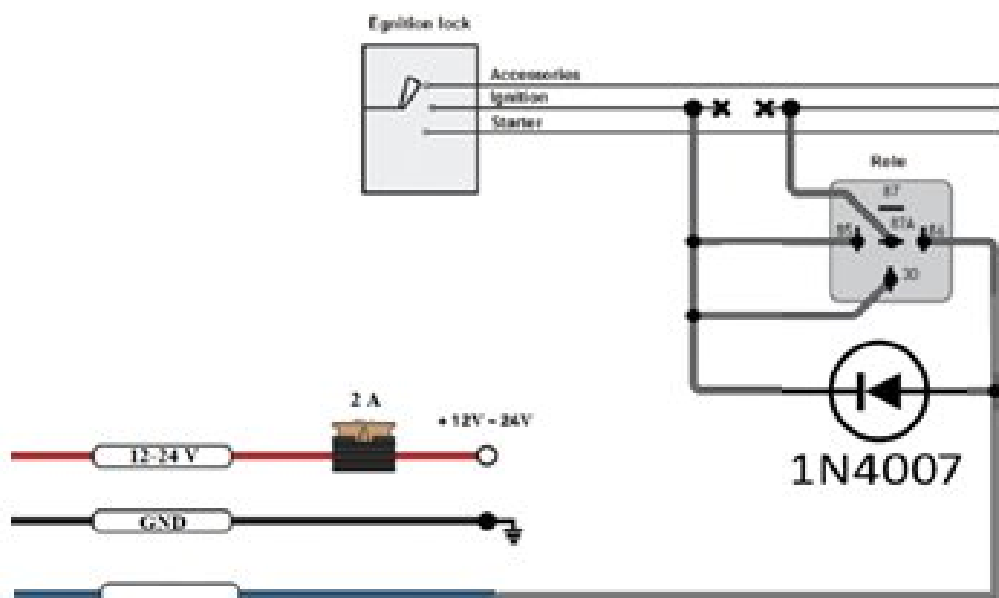 Egnition lock
Accessories
Ignition
Starter
Rele
87
85
87A
86
30
2 A
+ 12V - 24V
12-24 V
1N4007
GND